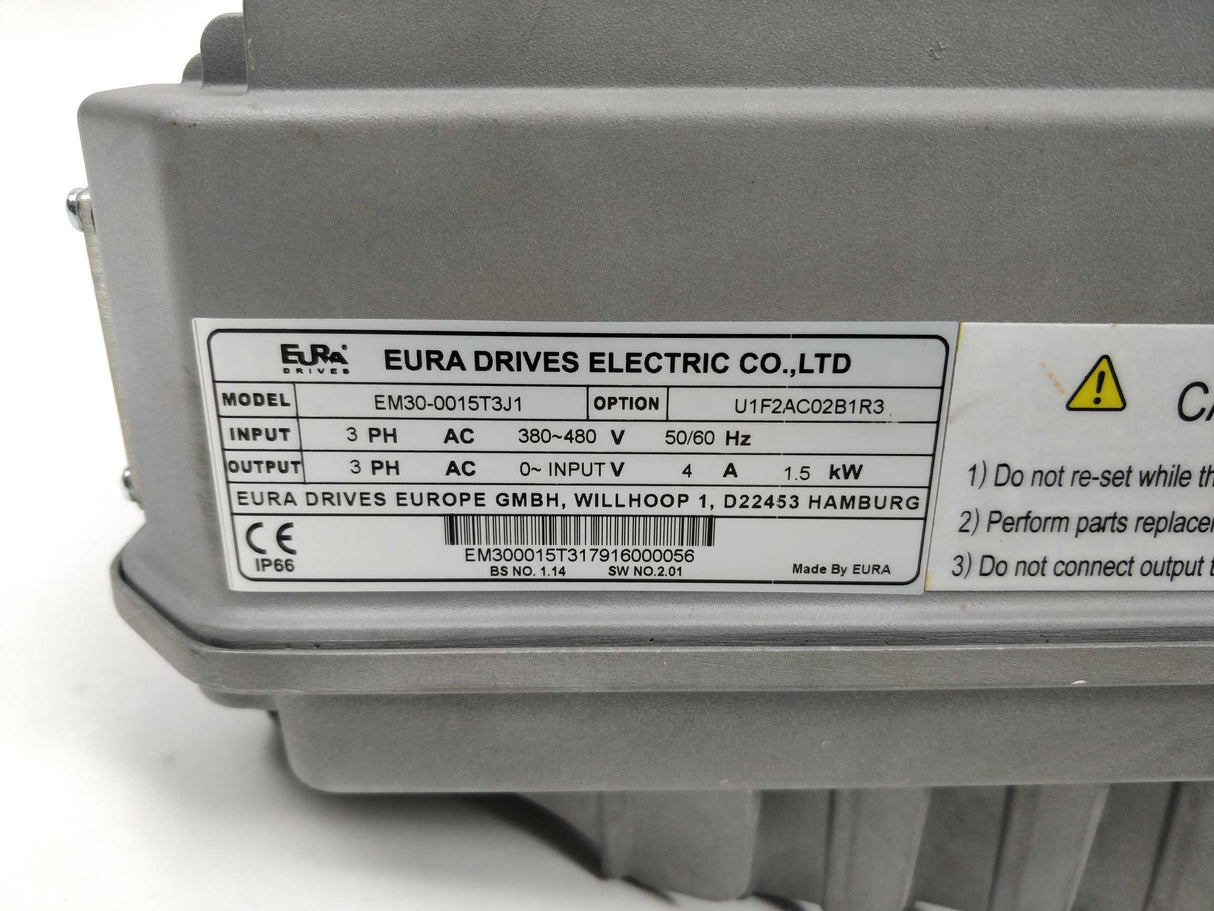 EURA® EURA DRIVES ELECTRIC CO.,LTD
DRIVES
MODEL EM30-0015T3J1 OPTION U1F2AC02B1R3
INPUT 3 PH AC 380~480 V 50/60 Hz
OUTPUT 3 PH AC 0~ INPUT V 4 A 1.5 kW
EURA DRIVES EUROPE GMBH, WILLHOOP 1, D22453 HAMBURG
CE
IP66
EM300015T317916000056
BS NO. 1.14 SW NO.2.01 Made By EURA
1) Do not re-set while
2) Perform parts
3) Do not connect output